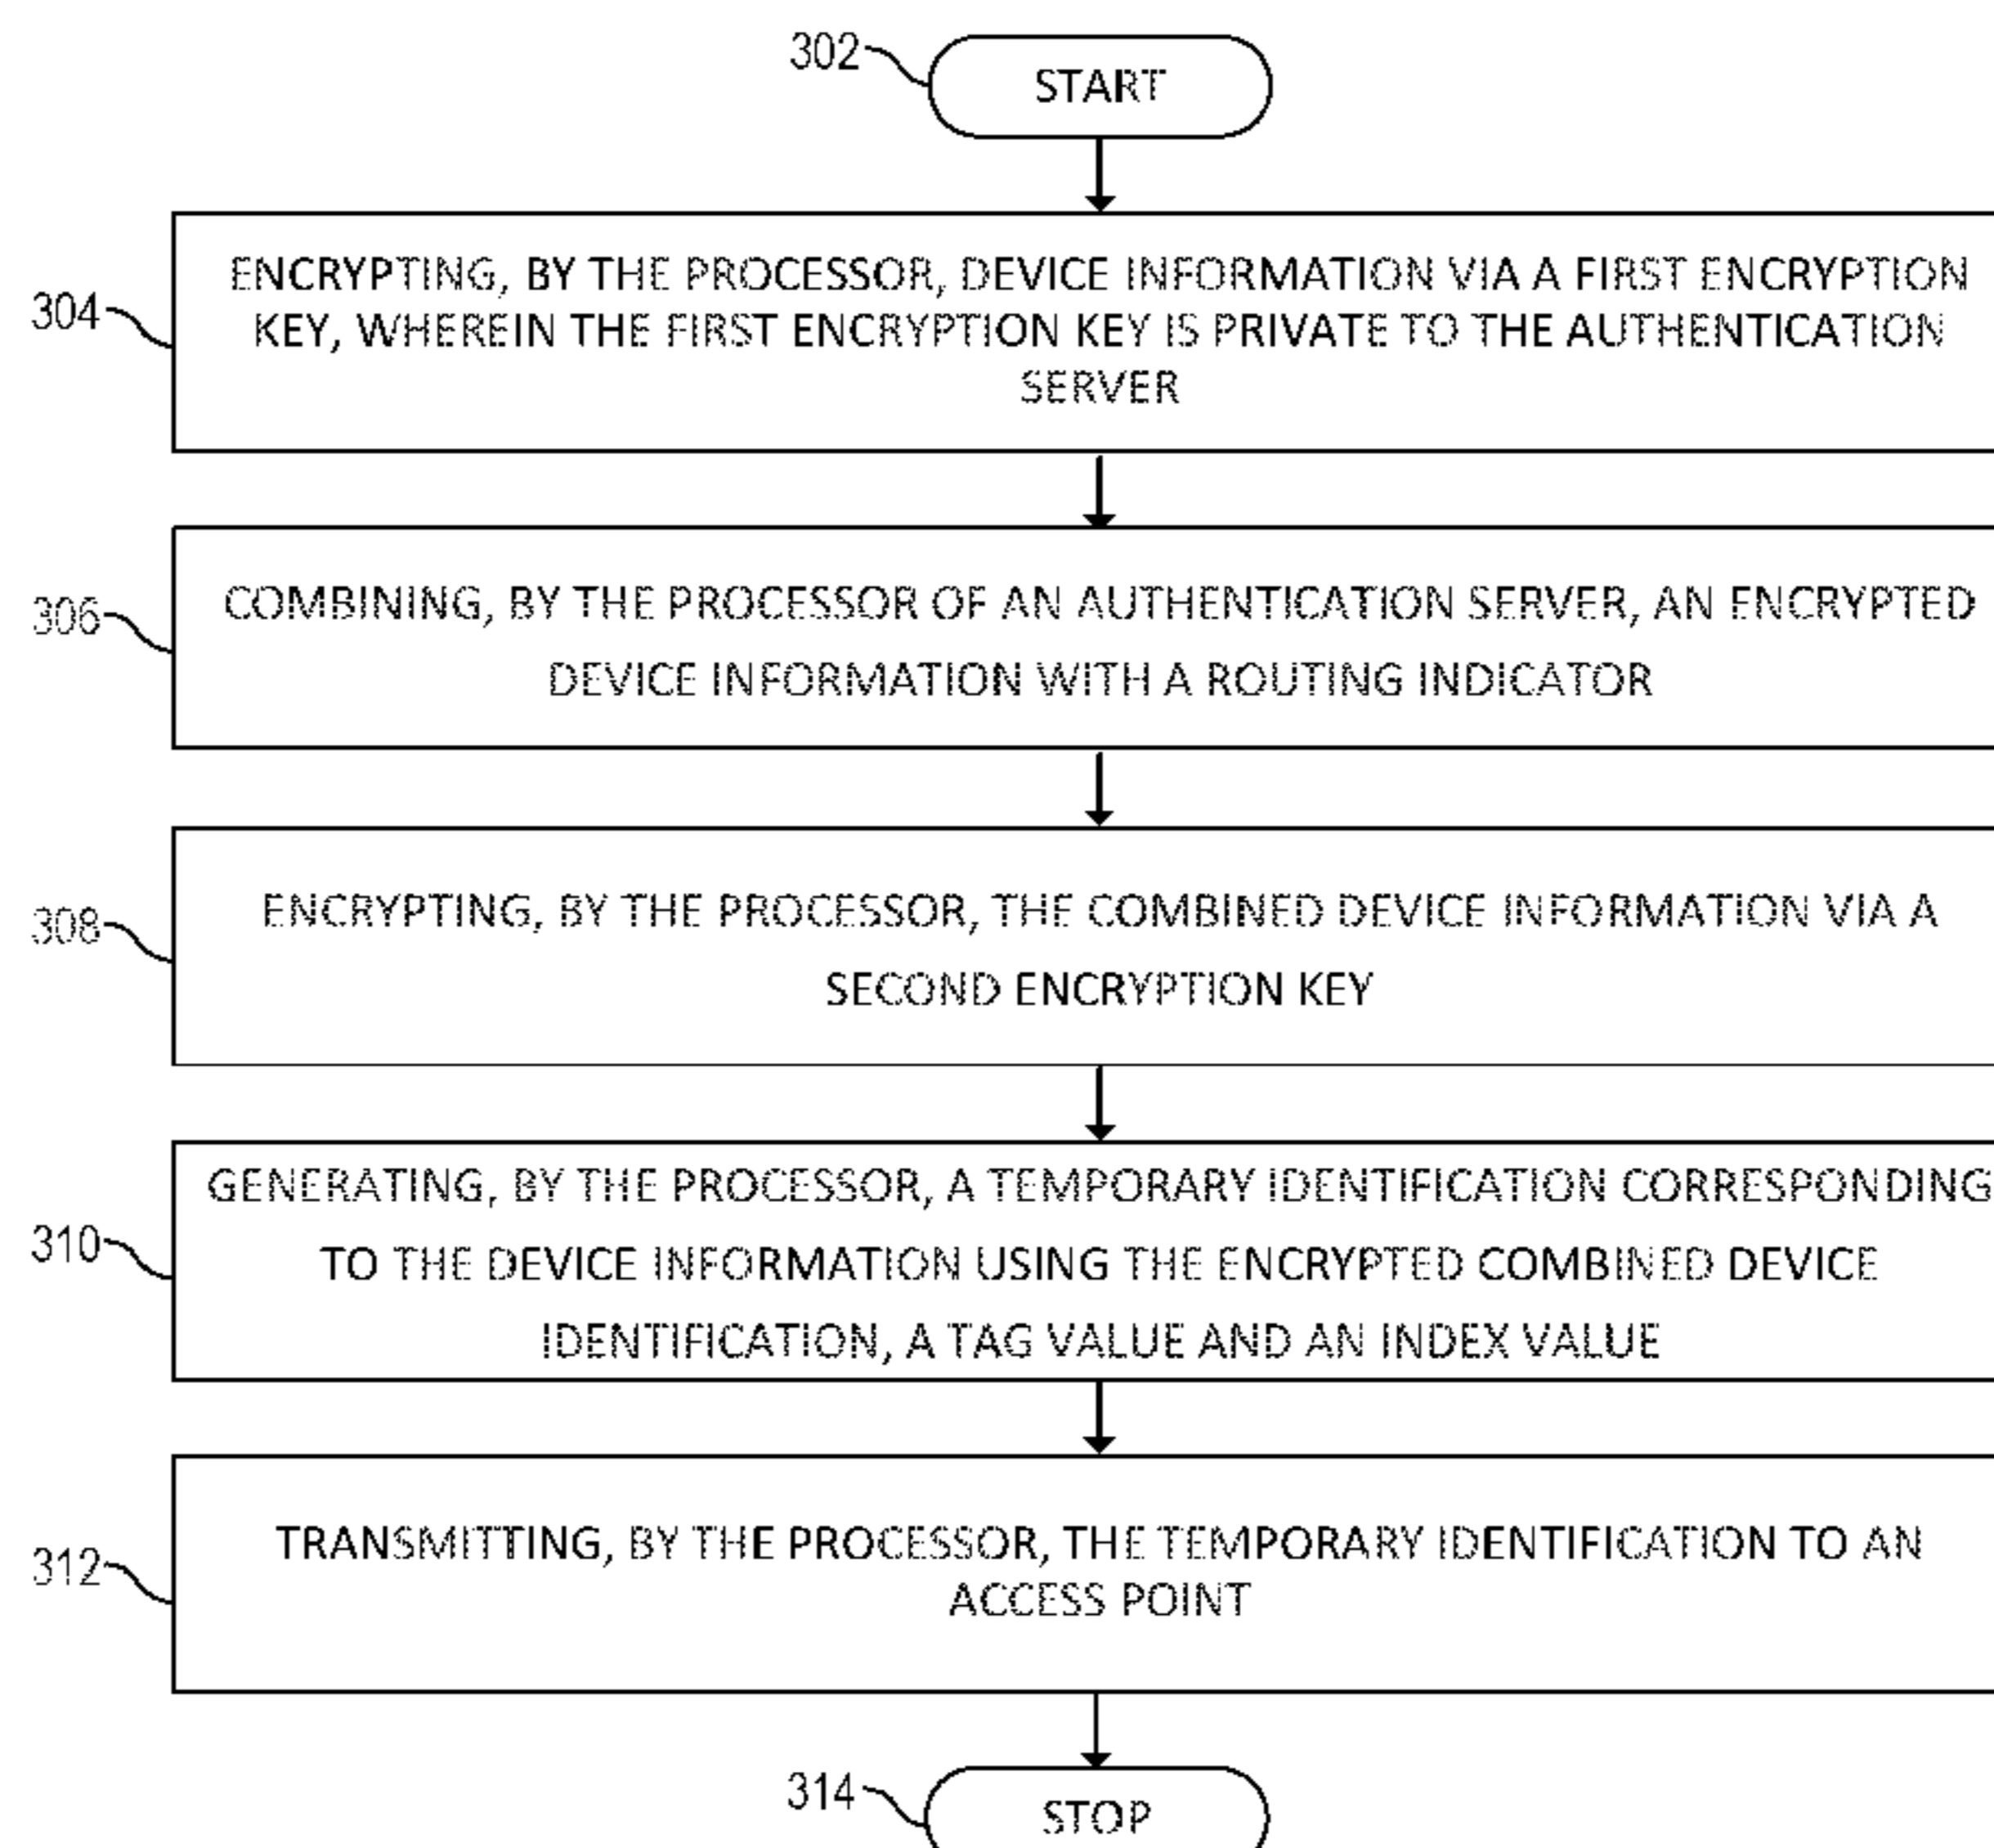 302
START
304
ENCRYPTING, BY THE PROCESSOR, DEVICE INFORMATION VIA A FIRST ENCRYPTION
KEY, WHEREIN THE FIRST ENCRYPTION KEY IS PRIVATE TO THE AUTHENTICATION
SERVER
306
COMBINING, BY THE PROCESSOR OF AN AUTHENTICATION SERVER, AN ENCRYPTED
DEVICE INFORMATION WITH A ROUTING INDICATOR
308
ENCRYPTING, BY THE PROCESSOR, THE COMBINED DEVICE INFORMATION VIA A
SECOND ENCRYPTION KEY
310
GENERATING, BY THE PROCESSOR, A TEMPORARY IDENTIFICATION CORRESPONDING
TO THE DEVICE INFORMATION USING THE ENCRYPTED COMBINED DEVICE
IDENTIFICATION, A TAG VALUE AND AN INDEX VALUE
312
TRANSMITTING, BY THE PROCESSOR, THE TEMPORARY IDENTIFICATION TO AN
ACCESS POINT
314
STOP